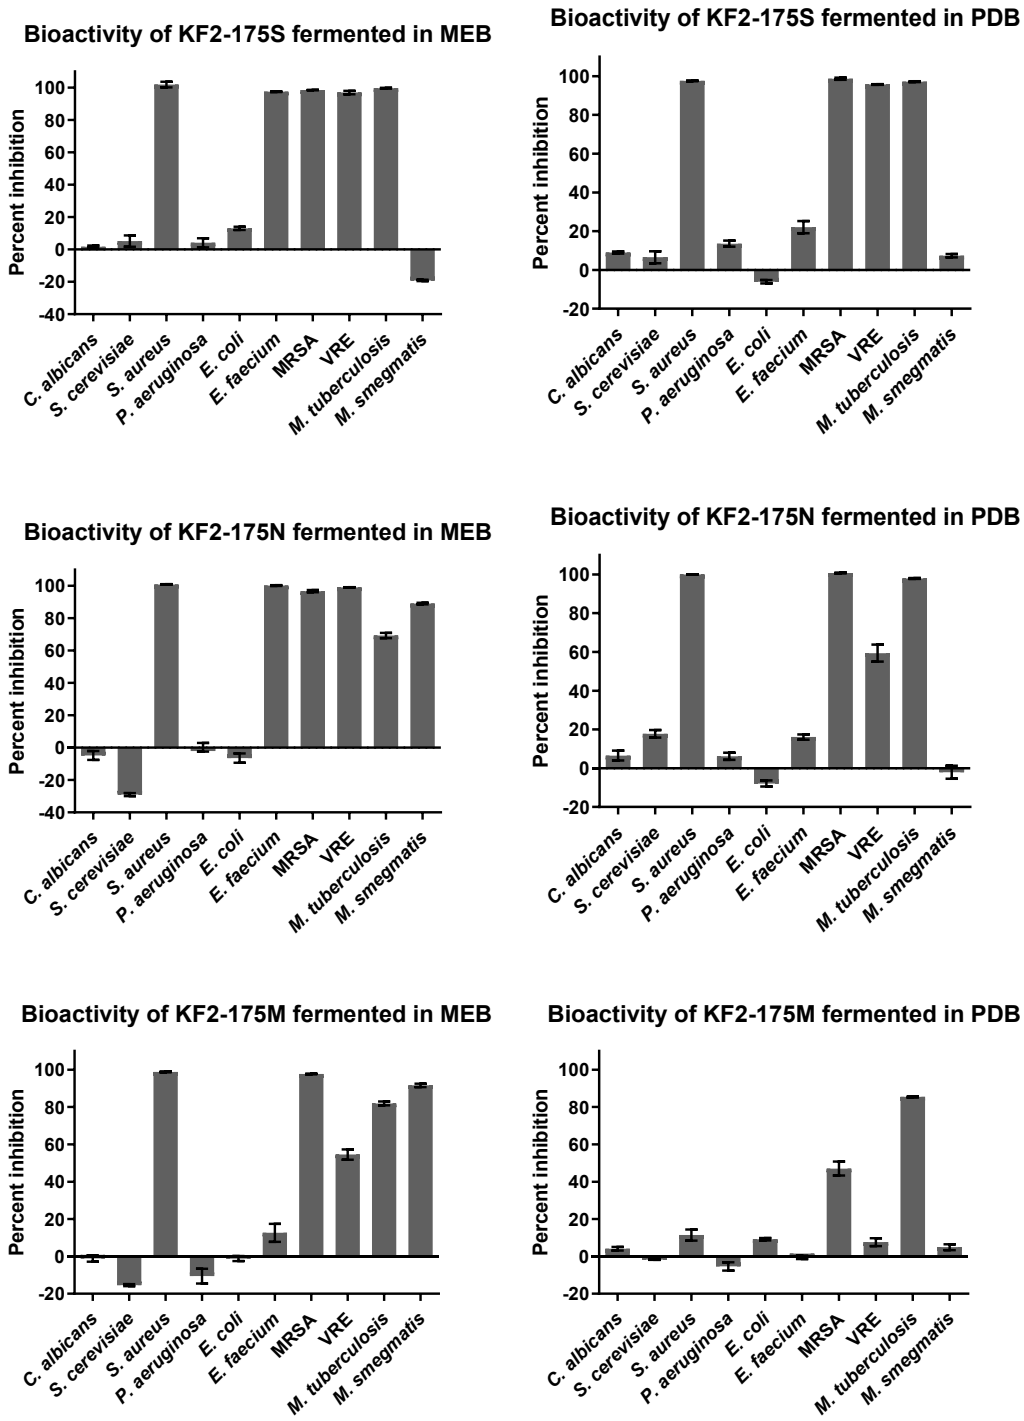 Bioactivity of KF2-175S fermented in MEB
Percent inhibition
100
80
60
40
20
0
-20
-40
C. albicans
S. cerevisiae
S. aureus
P. aeruginosa
E. coli
E. faecium
MRSA
VRE
M. tuberculosis
M. smegmatis
Bioactivity of KF2-175S fermented in PDB
Percent inhibition
100
80
60
40
20
0
-20
C. albicans
S. cerevisiae
S. aureus
P. aeruginosa
E. coli
E. faecium
MRSA
VRE
M. tuberculosis
M. smegmatis
Bioactivity of KF2-175N fermented in MEB
Percent inhibition
100
80
60
40
20
0
-20
-40
C. albicans
S. cerevisiae
S. aureus
P. aeruginosa
E. coli
E. faecium
MRSA
VRE
M. tuberculosis
M. smegmatis
Bioactivity of KF2-175N fermented in PDB
Percent inhibition
100
80
60
40
20
0
-20
C. albicans
S. cerevisiae
S. aureus
P. aeruginosa
E. coli
E. faecium
MRSA
VRE
M. tuberculosis
M. smegmatis
Bioactivity of KF2-175M fermented in MEB
Percent inhibition
100
80
60
40
20
0
-20
C. albicans
S. cerevisiae
S. aureus
P. aeruginosa
E. coli
E. faecium
MRSA
VRE
M. tuberculosis
M. smegmatis
Bioactivity of KF2-175M fermented in PDB
Percent inhibition
100
80
60
40
20
0
-20
C. albicans
S. cerevisiae
S. aureus
P. aeruginosa
E. coli
E. faecium
MRSA
VRE
M. tuberculosis
M. smegmatis